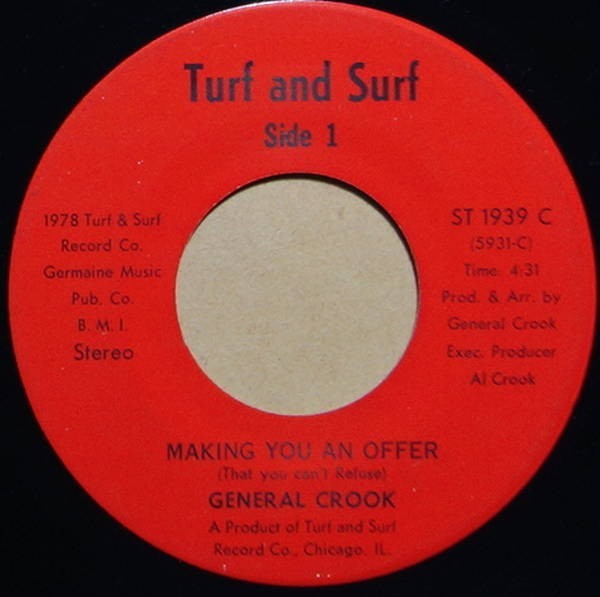 Turf and Surf
Side 1
1978 Turf & Surf
Record Co.
Germaine Music
Pub. Co.
B. M. I.
Stereo
ST 1939 C
(5931-C)
Time: 4:31
Prod. & Arr. by
General Crook
Exec. Producer
Al Crook
MAKING YOU AN OFFER
(That you can't Refuse)
GENERAL CROOK
A Product of Turf and Surf
Record Co., Chicago, IL.